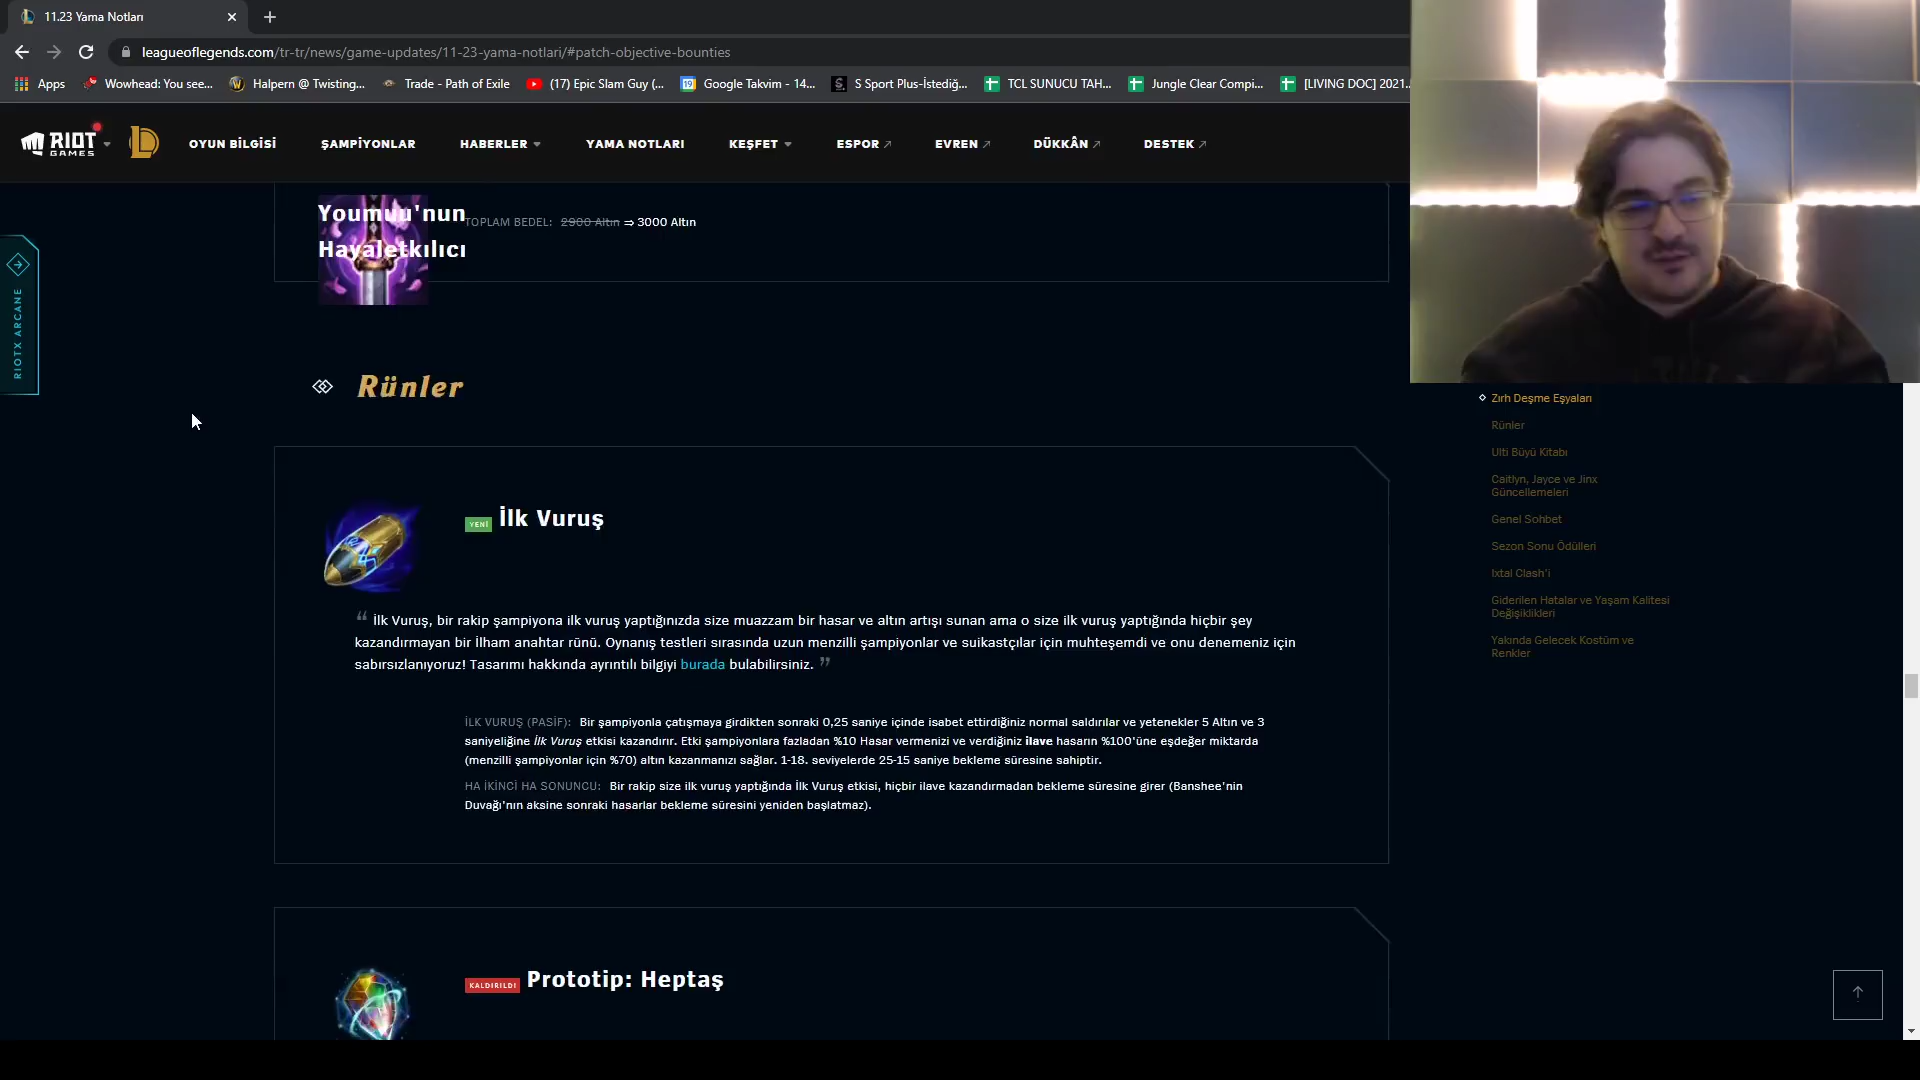 11.23 Yama Notları
leagueoflegends.com/tr-tr/news/game-updates/11-23-yama-notlari/#patch-objective-bounties
Apps
Wowhead: You see...
Halpern @ Twisting...
Trade - Path of Exile
(17) Epic Slam Guy (...
Google Takvim - 14...
S Sport Plus-İstediğ...
TCL SUNUCU TAH...
Jungle Clear Compi...
[LIVING DOC] 2021...
RIOT GAMES
OYUN BİLGİSİ
ŞAMPİYONLAR
HABERLER
YAMA NOTLARI
KEŞFET
ESPOR
EVREN
DÜKKÂN
DESTEK
RIOTX ARCANE
Youmuu'nun
Hayaletkılıcı
TOPLAM BEDEL: 2900 Altın ⇒ 3000 Altın
Rünler
YENİ İlk Vuruş
“ İlk Vuruş, bir rakip şampiyona ilk vuruş yaptığınızda size muazzam bir hasar ve altın artışı sunan ama o size ilk vuruş yaptığında hiçbir şey
kazandırmayan bir İlham anahtar rünü. Oynanış testleri sırasında uzun menzilli şampiyonlar ve suikastçılar için muhteşemdi ve onu denemeniz için
sabırsızlanıyoruz! Tasarımı hakkında ayrıntılı bilgiyi burada bulabilirsiniz. ”
İLK VURUŞ (PASİF): Bir şampiyonla çatışmaya girdikten sonraki 0,25 saniye içinde isabet ettirdiğiniz normal saldırılar ve yetenekler 5 Altın ve 3
saniyeliğine İlk Vuruş etkisi kazandırır. Etki şampiyonlara fazladan %10 Hasar vermenizi ve verdiğiniz ilave hasarın %100'üne eşdeğer miktarda
(menzilli şampiyonlar için %70) altın kazanmanızı sağlar. 1-18. seviyelerde 25-15 saniye bekleme süresine sahiptir.
HA İKİNCİ HA SONUNCU: Bir rakip size ilk vuruş yaptığında İlk Vuruş etkisi, hiçbir ilave kazandırmadan bekleme süresine girer (Banshee'nin
Duvağı'nın aksine sonraki hasarlar bekleme süresini yeniden başlatmaz).
KALDIRILDI Prototip: Heptaş
Zırh Deşme Eşyaları
Rünler
Ulti Büyü Kitabı
Caitlyn, Jayce ve Jinx
Güncellemeleri
Genel Sohbet
Sezon Sonu Ödülleri
Ixtal Clash'i
Giderilen Hatalar ve Yaşam Kalitesi
Değişiklikleri
Yakında Gelecek Kostüm ve
Renkler